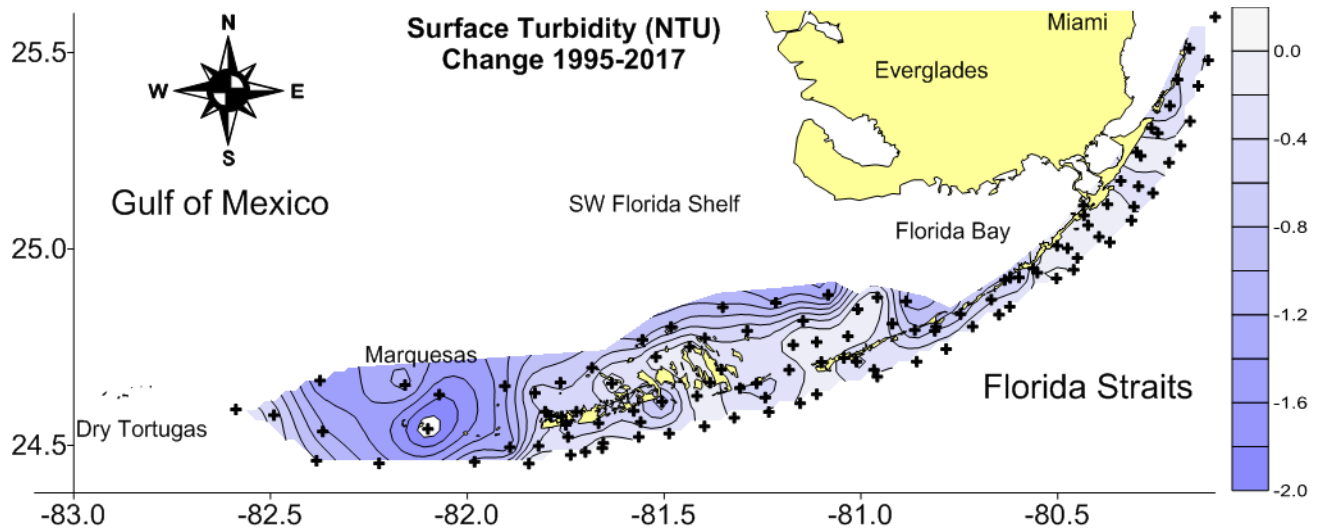 Surface Turbidity (NTU)
Change 1995-2017
N
W E
S
Miami
Everglades
Gulf of Mexico
SW Florida Shelf
Florida Bay
Marquesas
Florida Straits
Dry Tortugas
25.5
25.0
24.5
-83.0 -82.5 -82.0 -81.5 -81.0 -80.5
0.0
-0.4
-0.8
-1.2
-1.6
-2.0